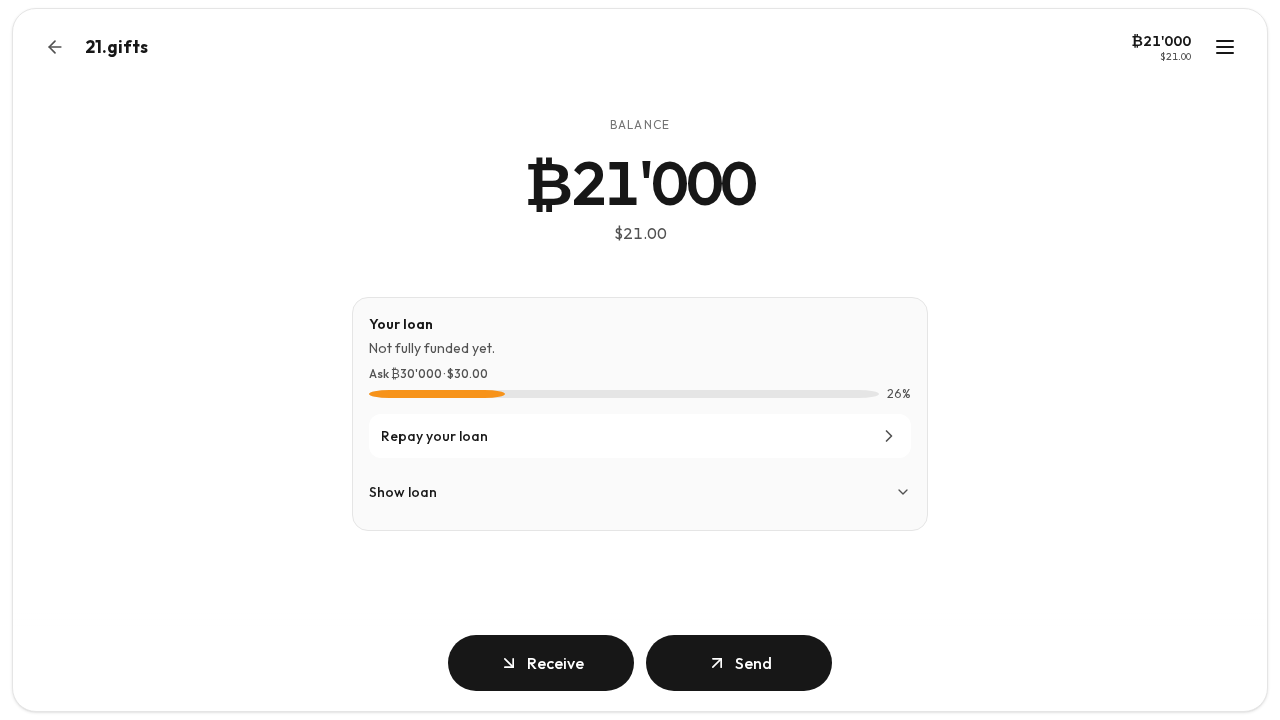 21.gifts
₿21'000
$21.00
BALANCE
₿21'000
$21.00
Your loan
Not fully funded yet.
Ask ₿30'000 · $30.00
26%
Repay your loan
Show loan
Receive
Send